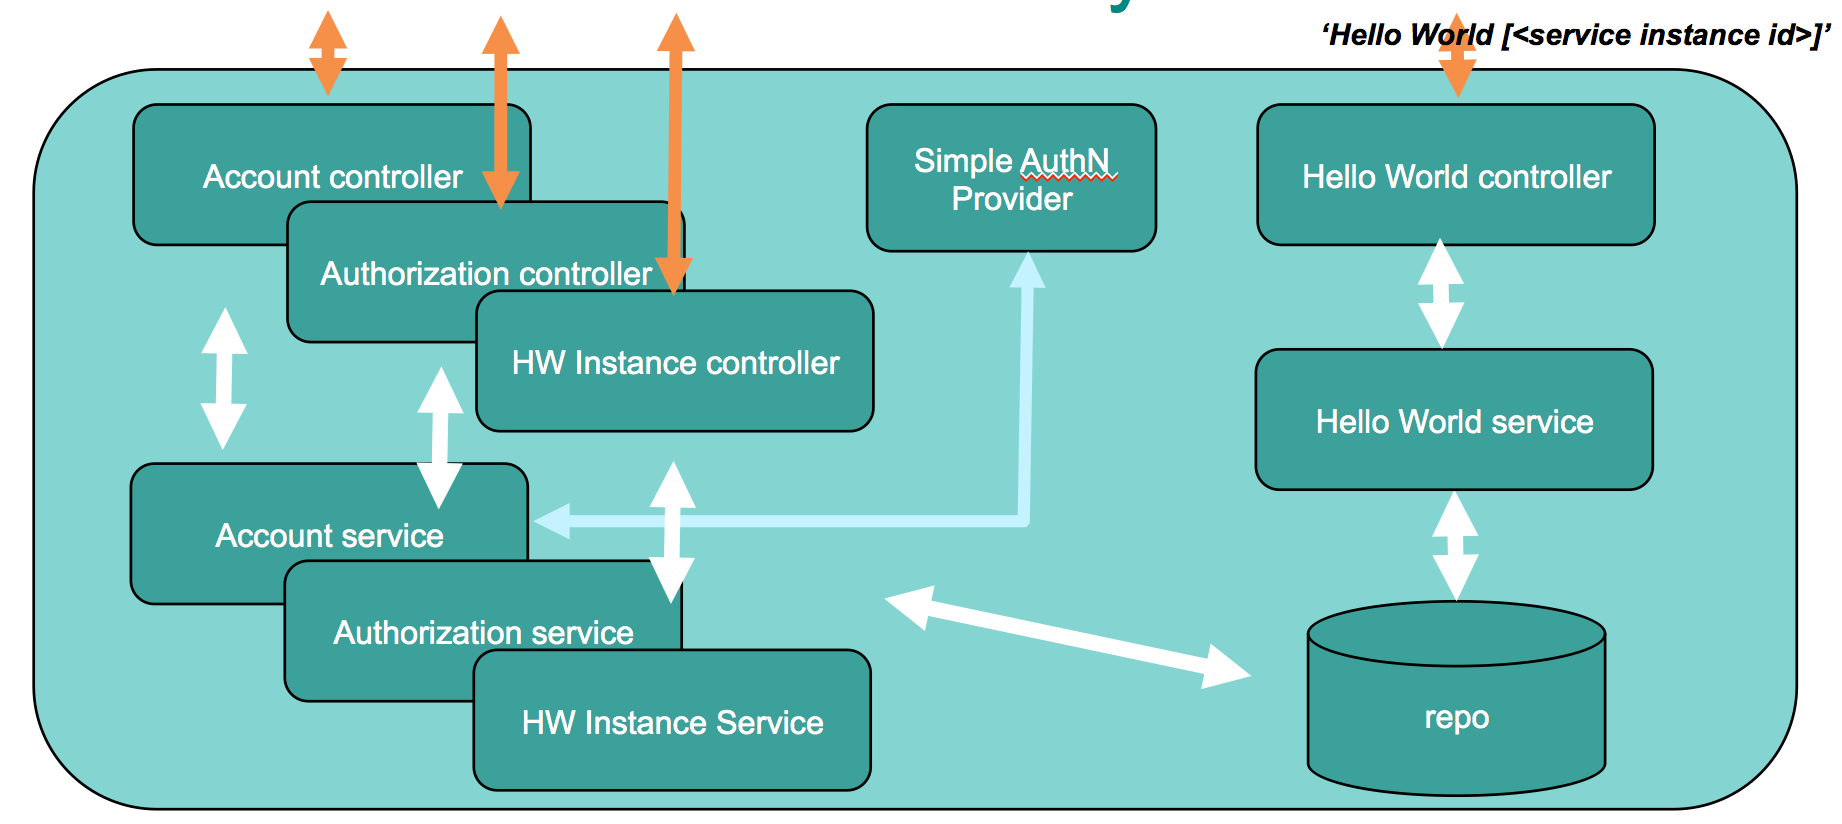 ‘Hello World [<service instance id>]’
Account controller
Simple AuthN
Provider
Hello World controller
Authorization controller
HW Instance controller
Hello World service
Account service
Authorization service
HW Instance Service
repo